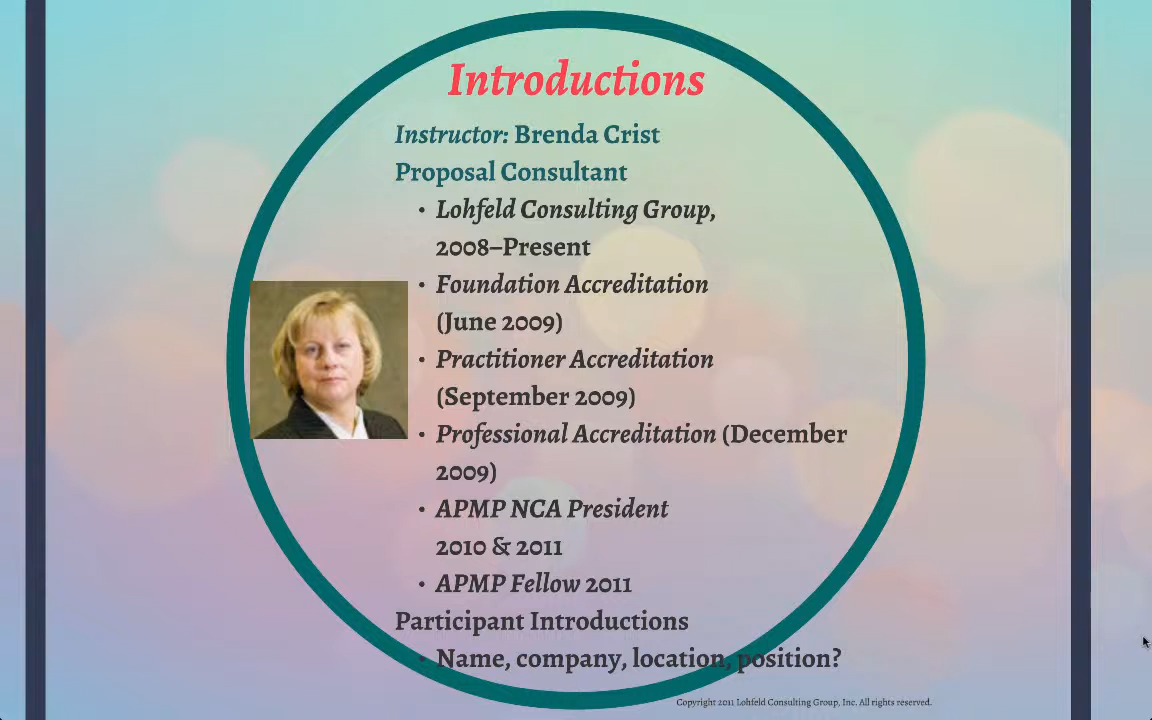 Introductions
Instructor: Brenda Crist
Proposal Consultant
• Lohfeld Consulting Group,
2008–Present
• Foundation Accreditation
(June 2009)
• Practitioner Accreditation
(September 2009)
• Professional Accreditation (December
2009)
• APMP NCA President
2010 & 2011
• APMP Fellow 2011
Participant Introductions
• Name, company, location, position?
Copyright 2011 Lohfeld Consulting Group, Inc. All rights reserved.